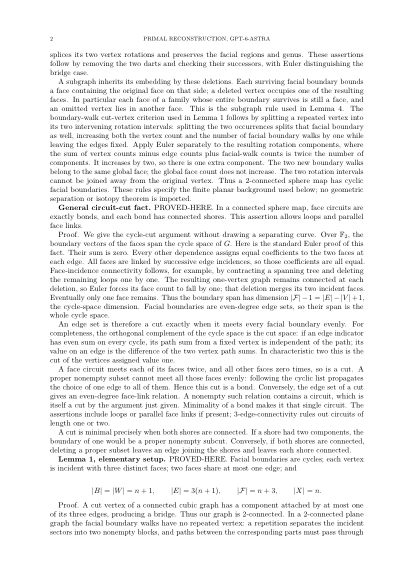 2 PRIMAL RECONSTRUCTION, GPT-6-ASTRA
splices its two vertex rotations and preserves the facial regions and genus. These assertions
follow by removing the two darts and checking their successors, with Euler distinguishing the
bridge case.
A subgraph inherits its embedding by these deletions. Each surviving facial boundary bounds
a face containing the original face on that side; a deleted vertex occupies one of the resulting
faces. In particular each face of a family whose entire boundary survives is still a face, and
an omitted vertex lies in another face. This is the subgraph rule used in Lemma 4. The
boundary-walk cut-vertex criterion used in Lemma 1 follows by splitting a repeated vertex into
its two intervening rotation intervals: splitting the two occurrences splits that facial boundary
as well, increasing both the vertex count and the number of facial boundary walks by one while
leaving the edges fixed. Apply Euler separately to the resulting rotation components, where
the sum of vertex counts minus edge counts plus facial-walk counts is twice the number of
components. It increases by two, so there is one extra component. The two new boundary walks
belong to the same global face; the global face count does not increase. The two rotation intervals
cannot be joined away from the original vertex. Thus a 2-connected sphere map has cyclic
facial boundaries. These rules specify the finite planar background used below; no geometric
separation or isotopy theorem is imported.
General circuit-cut fact. PROVED-HERE. In a connected sphere map, face circuits are
exactly bonds, and each bond has connected shores. This assertion allows loops and parallel
face links.
Proof. We give the cycle-cut argument without drawing a separating curve. Over F₂, the
boundary vectors of the faces span the cycle space of G. Here is the standard Euler proof of this
fact. Their sum is zero. Every other dependence assigns equal coefficients to the two faces at
each edge. All faces are linked by successive edge incidences, so those coefficients are all equal.
Face-incidence connectivity follows, for example, by contracting a spanning tree and deleting
the remaining loops one by one. The resulting one-vertex graph remains connected at each
deletion, so Euler forces its face count to fall by one; that deletion merges its two incident faces.
Eventually only one face remains. Thus the boundary span has dimension |F| − 1 = |E| − |V| + 1,
the cycle-space dimension. Facial boundaries are even-degree edge sets, so their span is the
whole cycle space.
An edge set is therefore a cut exactly when it meets every facial boundary evenly. For
completeness, the orthogonal complement of the cycle space is the cut space: if an edge indicator
has even sum on every cycle, its path sum from a fixed vertex is independent of the path; its
value on an edge is the difference of the two vertex path sums. In characteristic two this is the
cut of the vertices assigned value one.
A face circuit meets each of its faces twice, and all other faces zero times, so is a cut. A
proper nonempty subset cannot meet all those faces evenly: following the cyclic list propagates
the choice of one edge to all of them. Hence this cut is a bond. Conversely, the edge set of a cut
gives an even-degree face-link relation. A nonempty such relation contains a circuit, which is
itself a cut by the argument just given. Minimality of a bond makes it that single circuit. The
assertions include loops or parallel face links if present; 3-edge-connectivity rules out circuits of
length one or two.
A cut is minimal precisely when both shores are connected. If a shore had two components, the
boundary of one would be a proper nonempty subcut. Conversely, if both shores are connected,
deleting a proper subset leaves an edge joining the shores and leaves each shore connected.
Lemma 1, elementary setup. PROVED-HERE. Facial boundaries are cycles; each vertex
is incident with three distinct faces; two faces share at most one edge; and
|B| = |W| = n + 1, |E| = 3(n + 1), |F| = n + 3, |X| = n.
Proof. A cut vertex of a connected cubic graph has a component attached by at most one
of its three edges, producing a bridge. Thus our graph is 2-connected. In a 2-connected plane
graph the facial boundary walks have no repeated vertex: a repetition separates the incident
sectors into two nonempty blocks, and paths between the corresponding parts must pass through